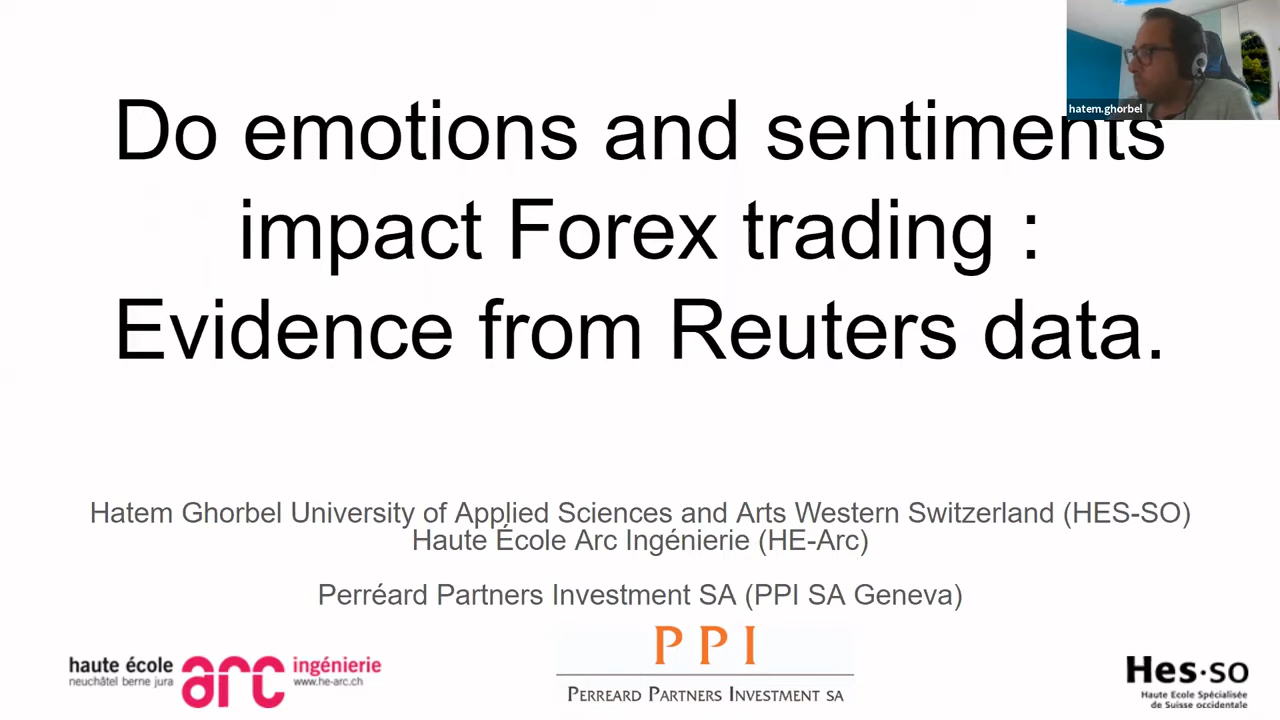 hatem.ghorbel
Do emotions and sentiments
impact Forex trading :
Evidence from Reuters data.
Hatem Ghorbel University of Applied Sciences and Arts Western Switzerland (HES-SO)
Haute École Arc Ingénierie (HE-Arc)
Perréard Partners Investment SA (PPI SA Geneva)
haute école
neuchâtel berne jura
arc
ingénierie
www.he-arc.ch
PPI
PERREARD PARTNERS INVESTMENT SA
Hes·so
Haute Ecole Spécialisée
de Suisse occidentale